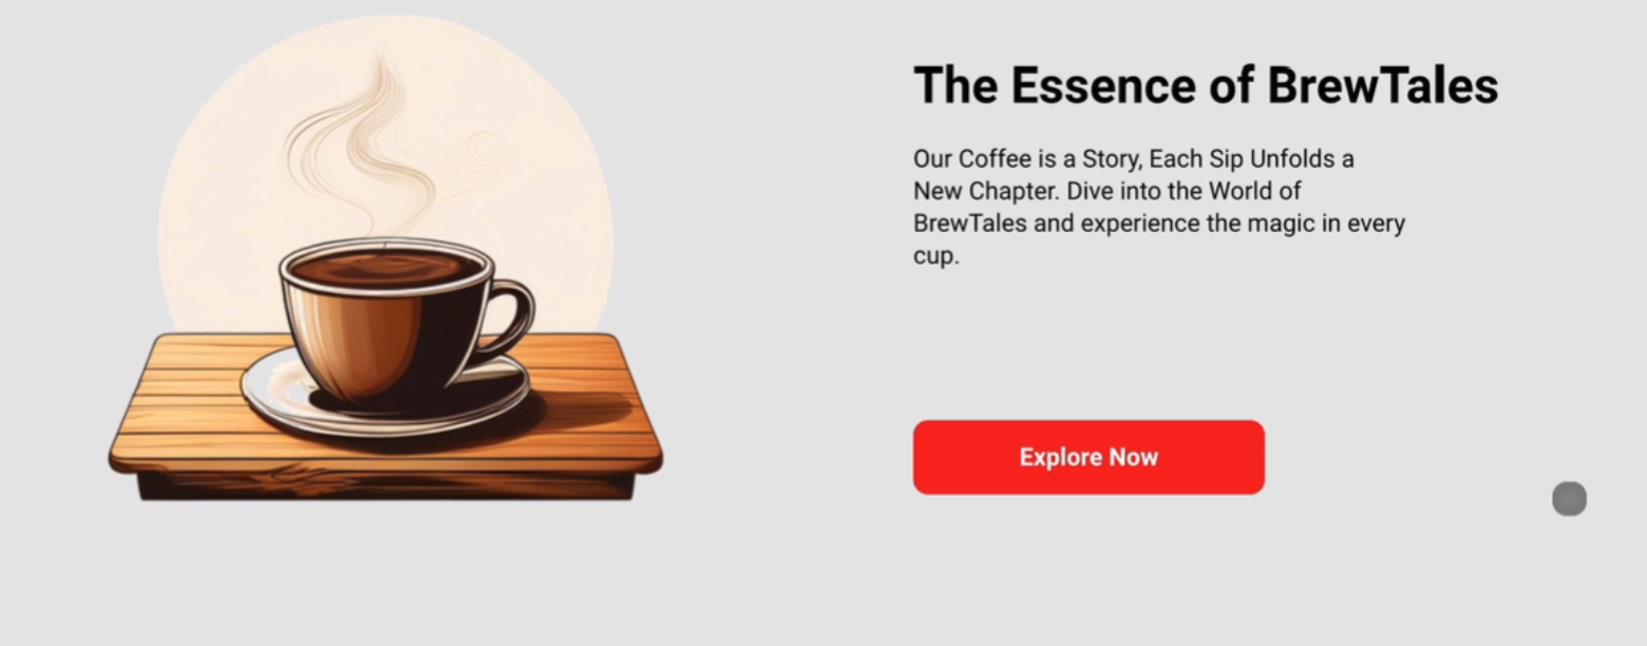 The Essence of BrewTales
Our Coffee is a Story, Each Sip Unfolds a
New Chapter. Dive into the World of
BrewTales and experience the magic in every
cup.
Explore Now